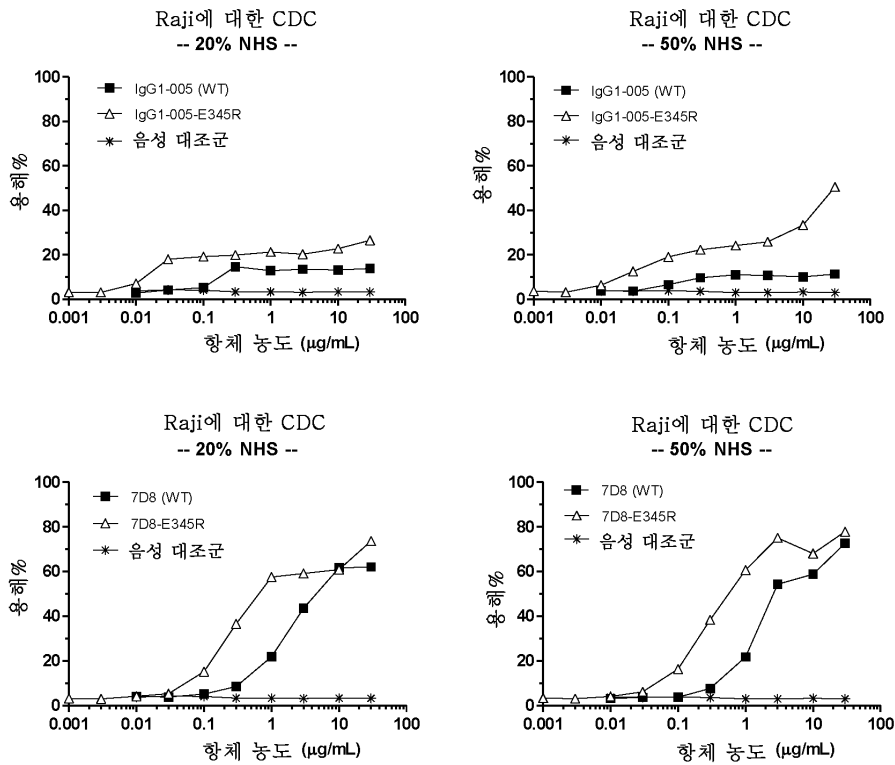 Raji에 대한 CDC
-- 20% NHS --
100
80
60
40
20
0
용해%
IgG1-005 (WT)
IgG1-005-E345R
음성 대조군
0.001
0.01
0.1
1
10
100
항체 농도 (µg/mL)
Raji에 대한 CDC
-- 50% NHS --
100
80
60
40
20
0
용해%
IgG1-005 (WT)
IgG1-005-E345R
음성 대조군
0.001
0.01
0.1
1
10
100
항체 농도 (µg/mL)
Raji에 대한 CDC
-- 20% NHS --
100
80
60
40
20
0
용해%
7D8 (WT)
7D8-E345R
음성 대조군
0.001
0.01
0.1
1
10
100
항체 농도 (µg/mL)
Raji에 대한 CDC
-- 50% NHS --
100
80
60
40
20
0
용해%
7D8 (WT)
7D8-E345R
음성 대조군
0.001
0.01
0.1
1
10
100
항체 농도 (µg/mL)